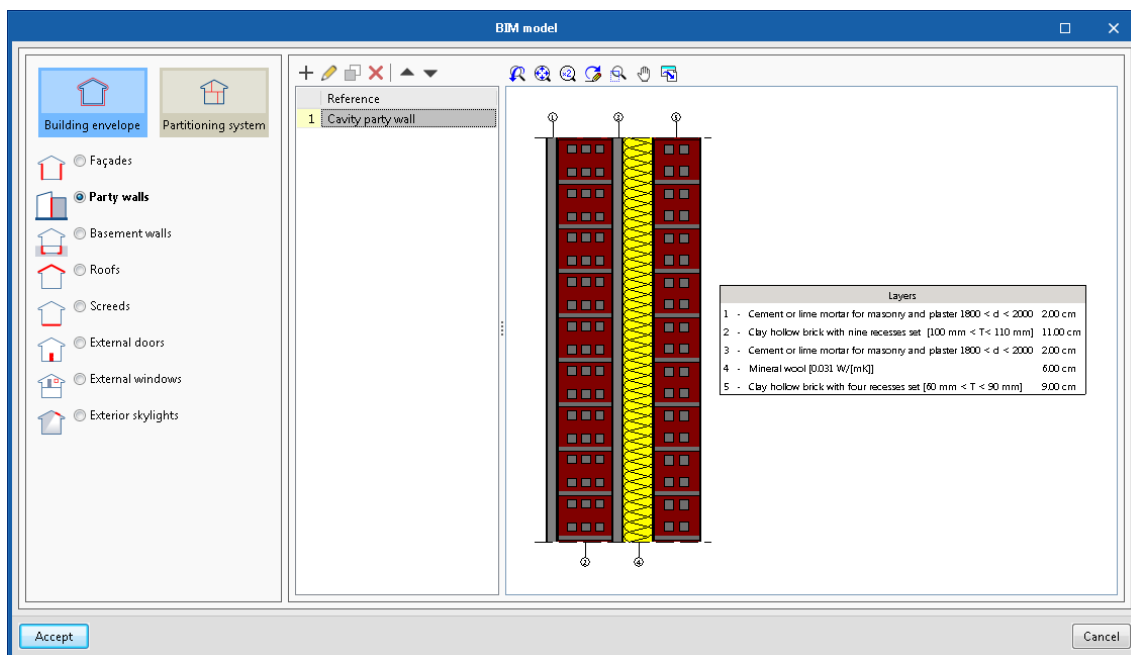 BIM model
Building envelope
Partitioning system
Façades
Party walls
Basement walls
Roofs
Screeds
External doors
External windows
Exterior skylights
Reference
1 Cavity party wall
1 3 5
Layers
1 - Cement or lime mortar for masonry and plaster 1800 < d < 2000 2.00 cm
2 - Clay hollow brick with nine recesses set [100 mm < T< 110 mm] 11.00 cm
3 - Cement or lime mortar for masonry and plaster 1800 < d < 2000 2.00 cm
4 - Mineral wool [0.031 W/[mK]] 6.00 cm
5 - Clay hollow brick with four recesses set [60 mm < T < 90 mm] 9.00 cm
2 4
Accept
Cancel